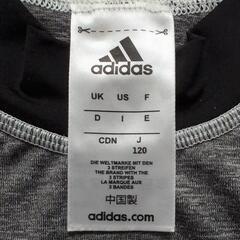 adidas
UK US F
D I E
CDN J
120
DIE WELTMARKE MIT DEN
3 STREIFEN
THE BRAND WITH THE
3 STRIPES
LA MARQUE AUX
3 BANDES
中国製
adidas.com